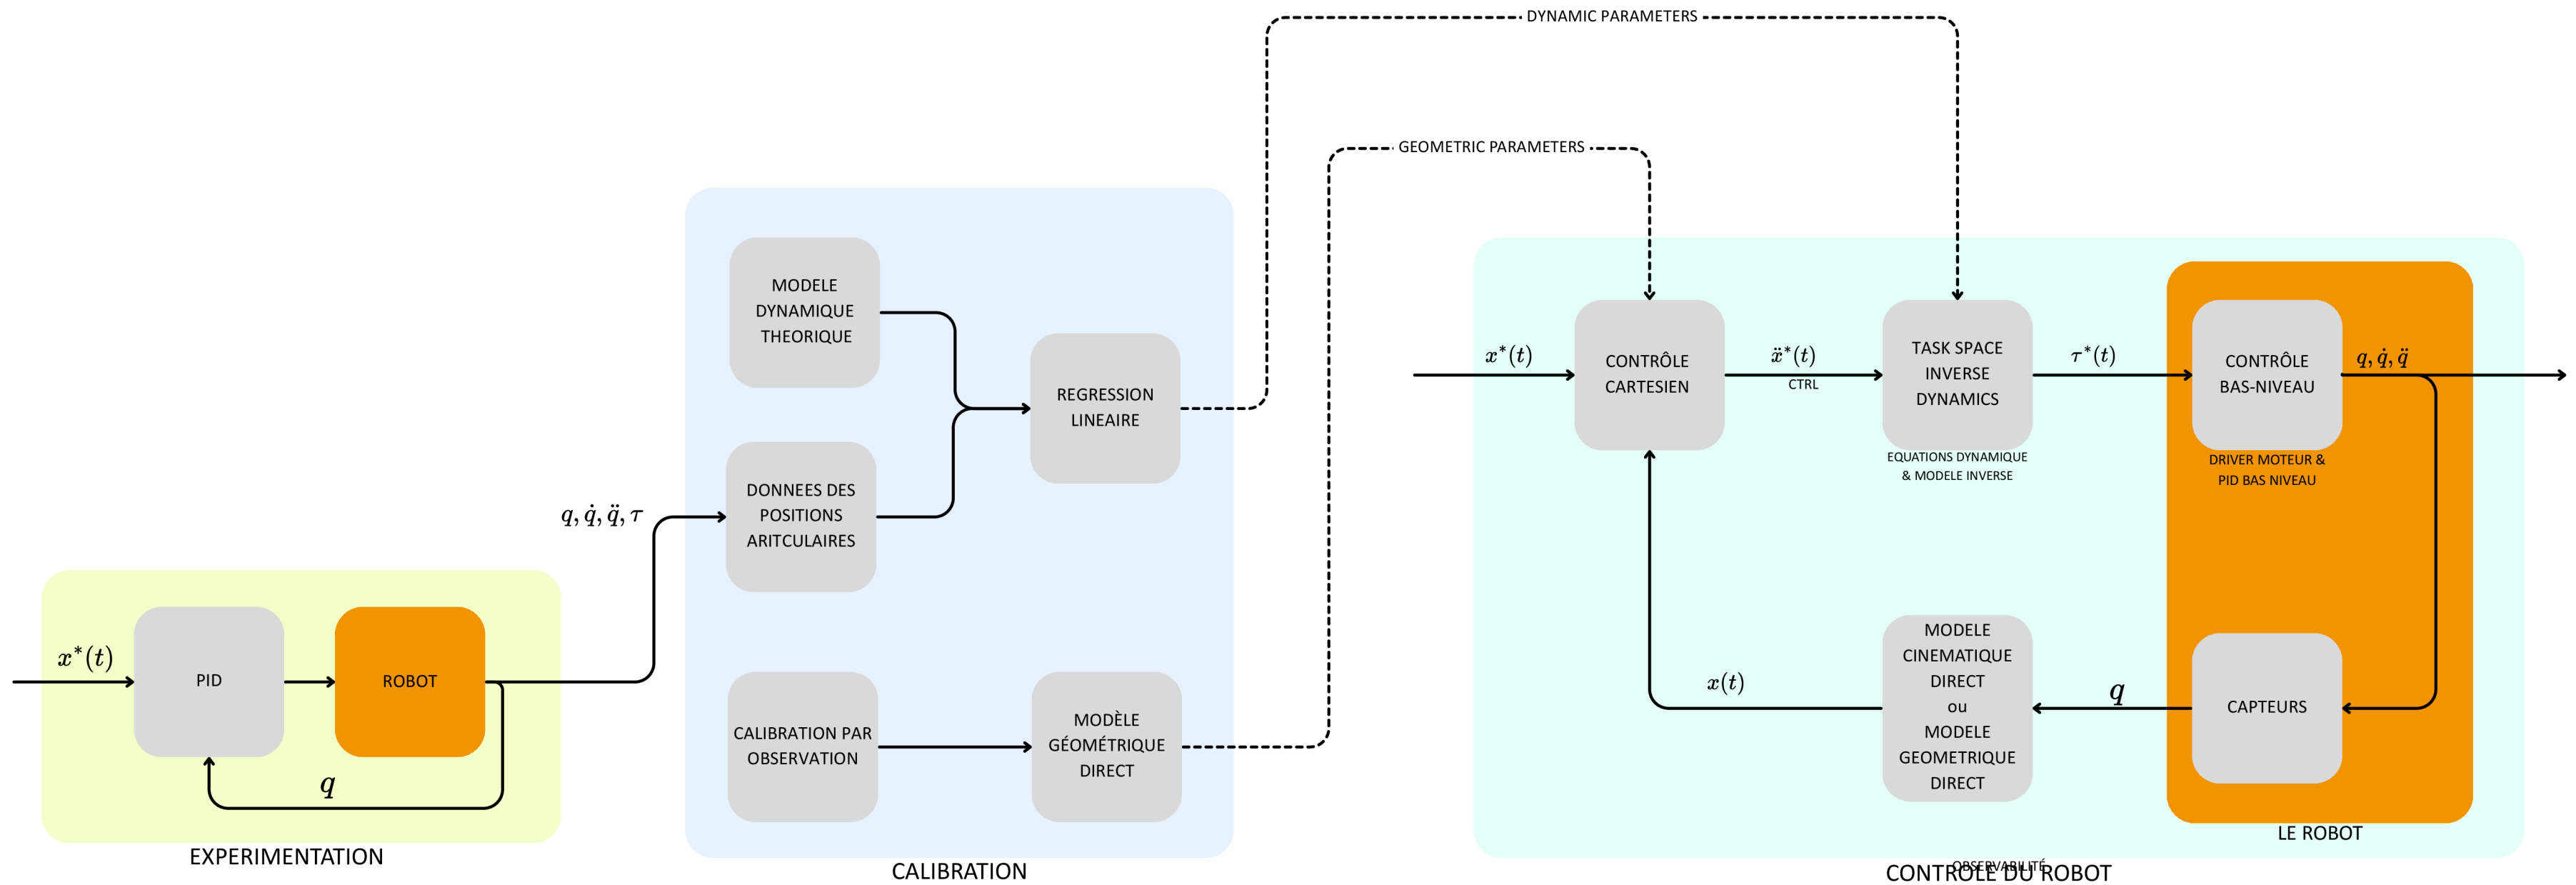 DYNAMIC PARAMETERS
GEOMETRIC PARAMETERS
x*(t)
PID
ROBOT
q
EXPERIMENTATION
q, q̇, q̈, τ
MODELE
DYNAMIQUE
THEORIQUE
DONNEES DES
POSITIONS
ARITCULAIRES
REGRESSION
LINEAIRE
CALIBRATION PAR
OBSERVATION
MODÈLE
GÉOMÉTRIQUE
DIRECT
CALIBRATION
x*(t)
CONTRÔLE
CARTESIEN
ẍ*(t)
CTRL
TASK SPACE
INVERSE
DYNAMICS
EQUATIONS DYNAMIQUE
& MODELE INVERSE
τ*(t)
CONTRÔLE
BAS-NIVEAU
DRIVER MOTEUR &
PID BAS NIVEAU
q, q̇, q̈
x(t)
MODELE
CINEMATIQUE
DIRECT
ou
MODELE
GEOMETRIQUE
DIRECT
q
CAPTEURS
LE ROBOT
OBSERVABILITÉ
CONTROLE DU ROBOT